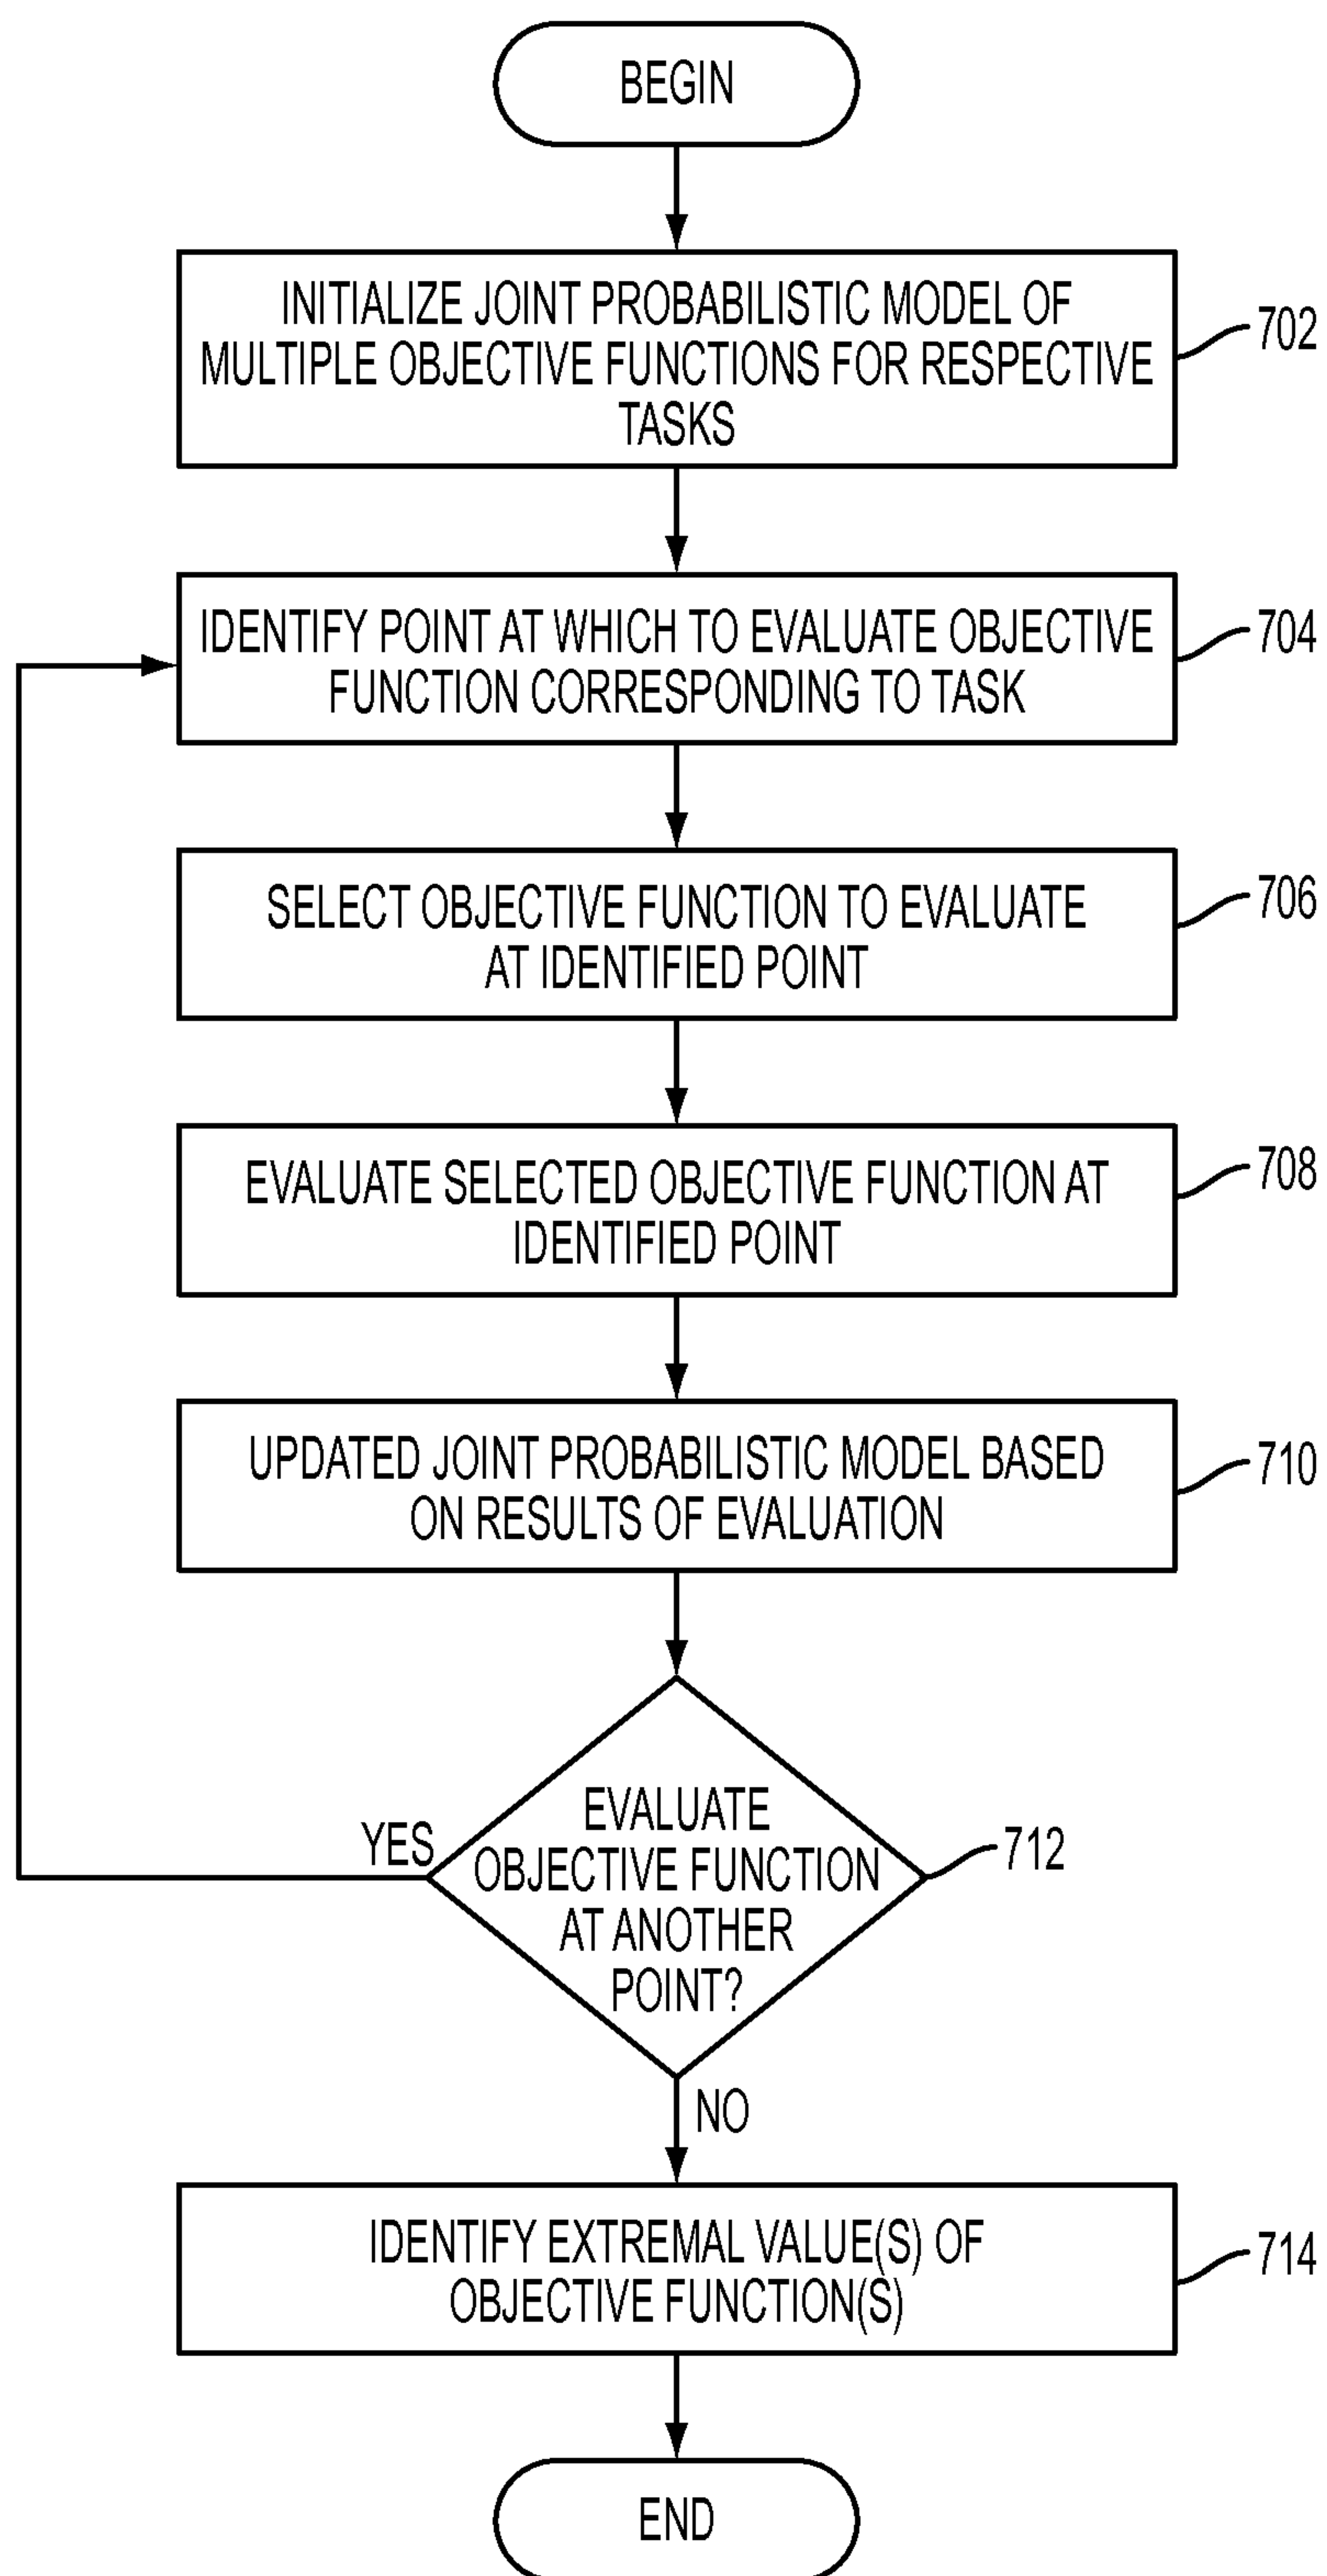 BEGIN
INITIALIZE JOINT PROBABILISTIC MODEL OF
MULTIPLE OBJECTIVE FUNCTIONS FOR RESPECTIVE
TASKS
702
IDENTIFY POINT AT WHICH TO EVALUATE OBJECTIVE
FUNCTION CORRESPONDING TO TASK
704
SELECT OBJECTIVE FUNCTION TO EVALUATE
AT IDENTIFIED POINT
706
EVALUATE SELECTED OBJECTIVE FUNCTION AT
IDENTIFIED POINT
708
UPDATED JOINT PROBABILISTIC MODEL BASED
ON RESULTS OF EVALUATION
710
YES
EVALUATE
OBJECTIVE FUNCTION
AT ANOTHER
POINT?
712
NO
IDENTIFY EXTREMAL VALUE(S) OF
OBJECTIVE FUNCTION(S)
714
END